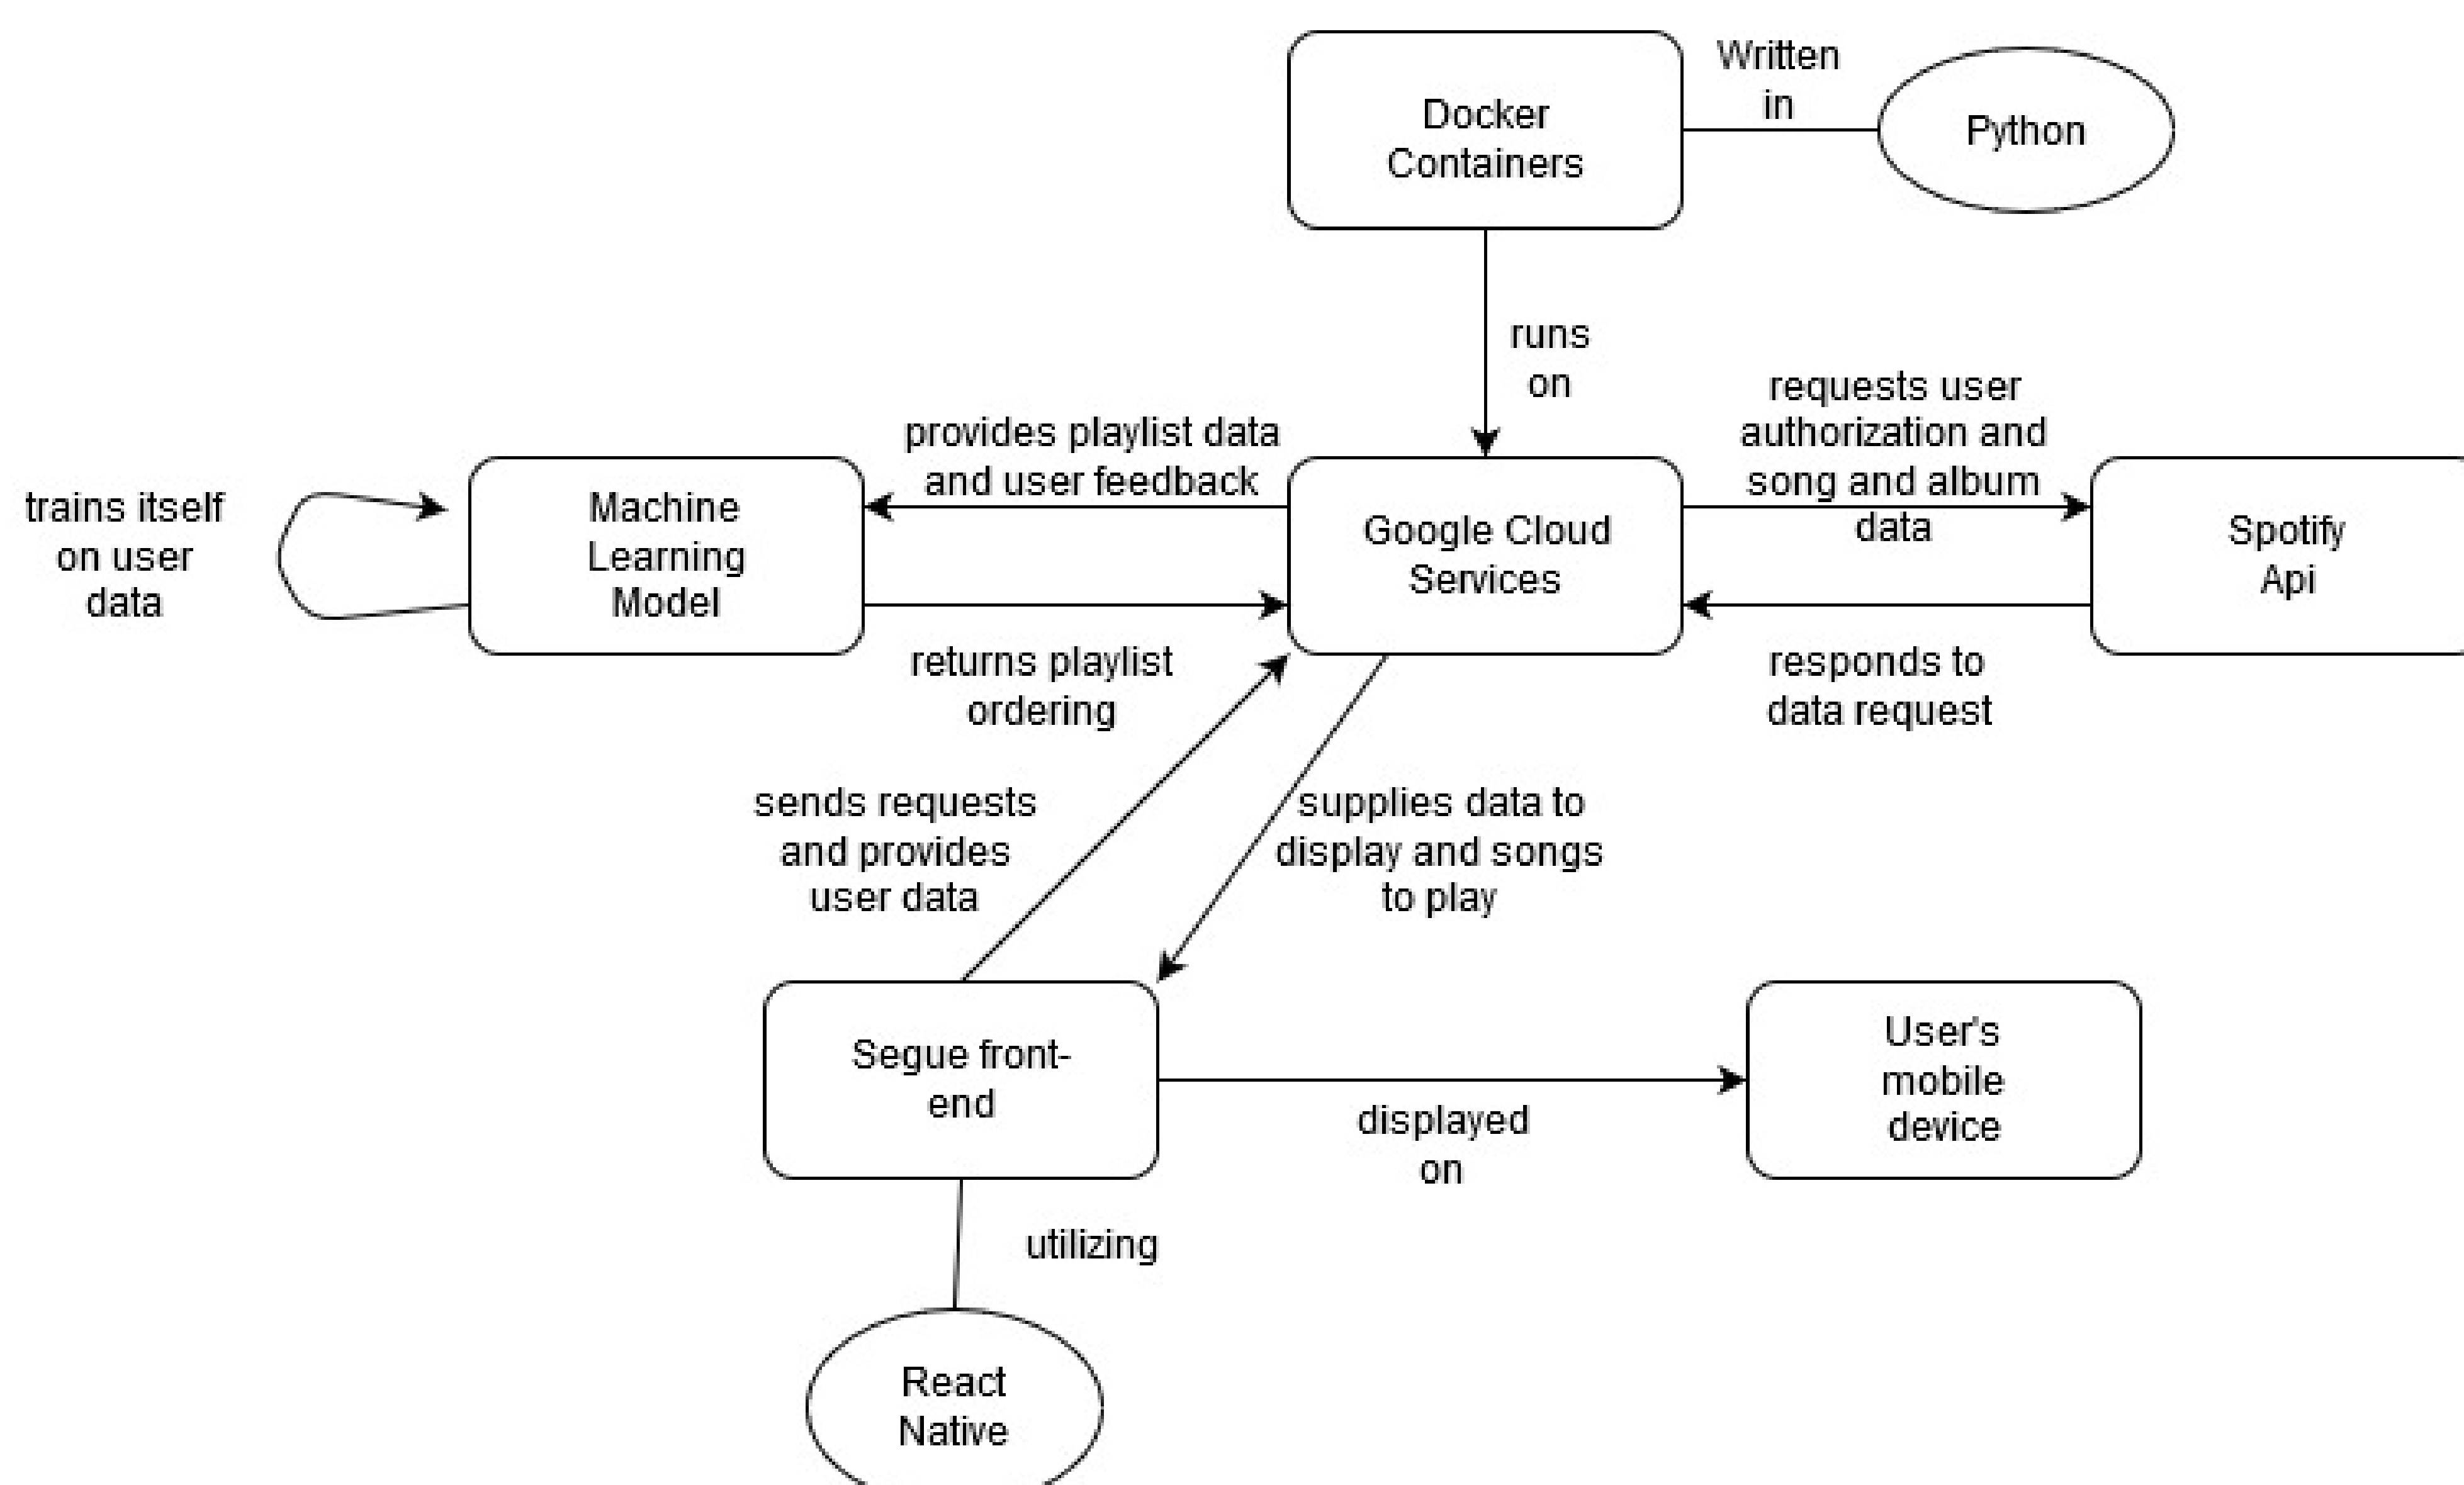 Docker
Containers
Written
in
Python
runs
on
provides playlist data
and user feedback
requests user
authorization and
song and album
data
trains itself
on user
data
Machine
Learning
Model
Google Cloud
Services
Spotify
Api
returns playlist
ordering
responds to
data request
sends requests
and provides
user data
supplies data to
display and songs
to play
Segue front-
end
displayed
on
User's
mobile
device
utilizing
React
Native